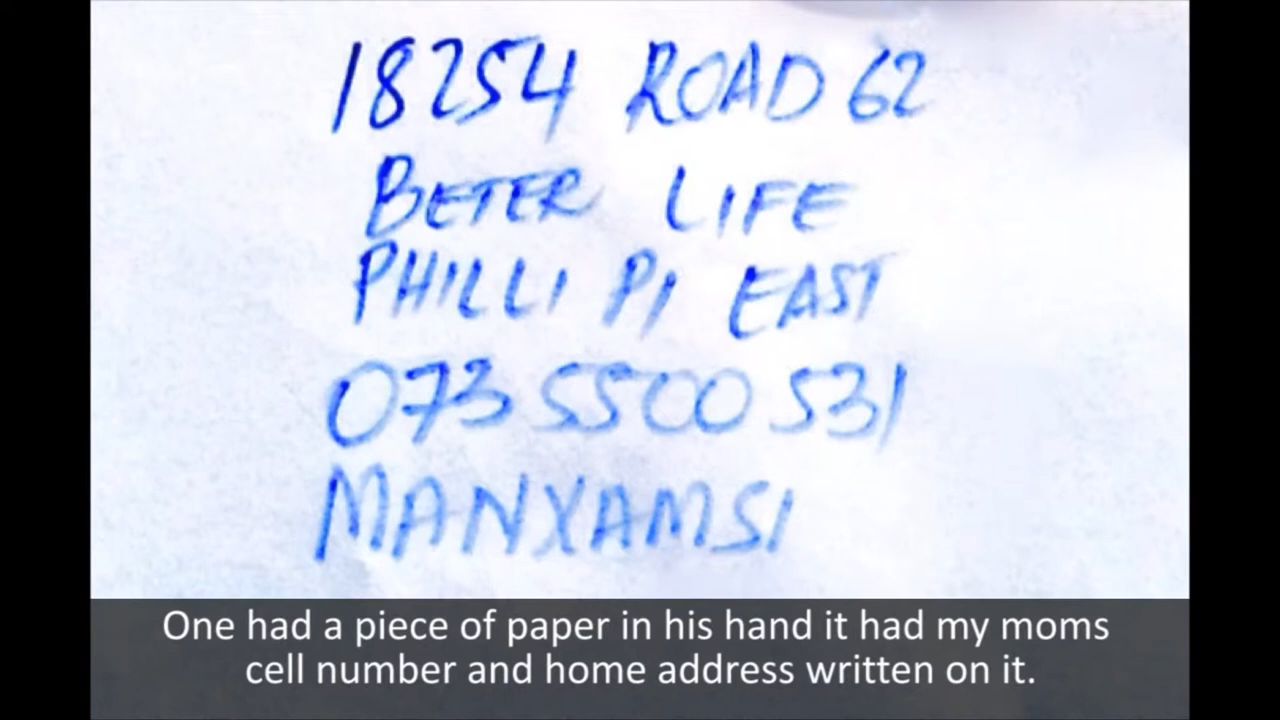 18254 ROAD 62
BETER LIFE
PHILLI PI EAST
073 5500 531
MANXAMSI
One had a piece of paper in his hand it had my moms
cell number and home address written on it.